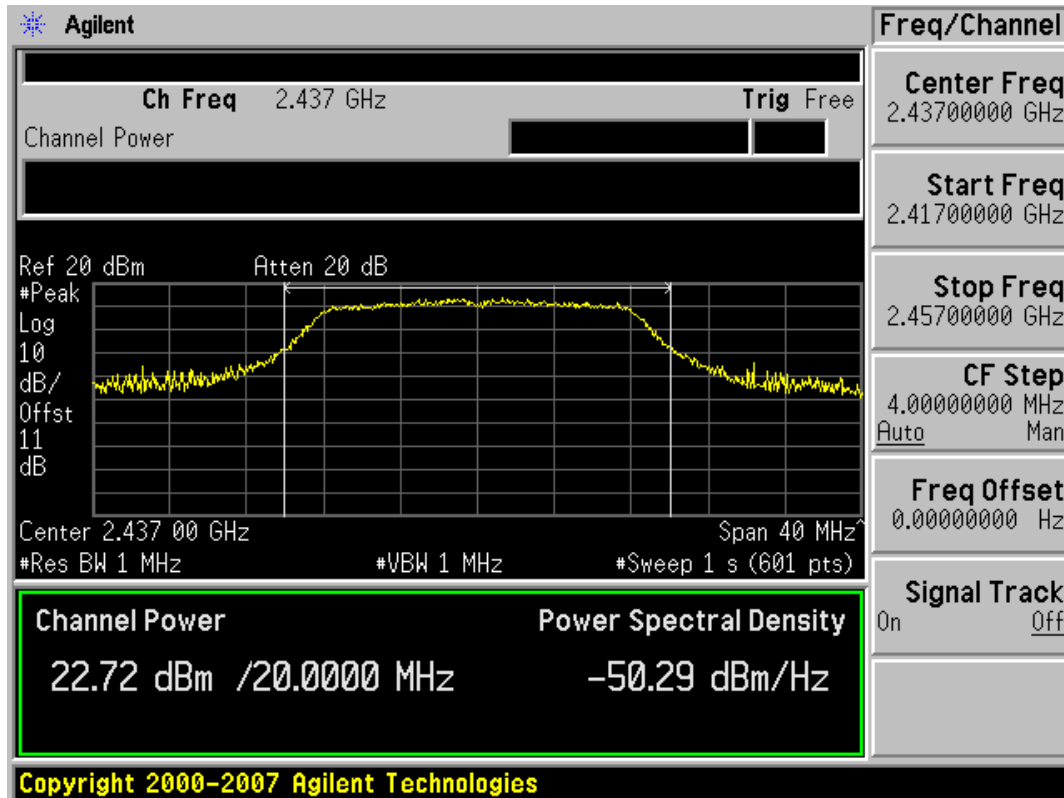 Agilent
Freq/Channel
Ch Freq 2.437 GHz Trig Free
Channel Power
Center Freq
2.43700000 GHz
Start Freq
2.41700000 GHz
Stop Freq
2.45700000 GHz
CF Step
4.00000000 MHz
Auto Man
Freq Offset
0.00000000 Hz
Signal Track
On Off
Ref 20 dBm Atten 20 dB
#Peak
Log
10
dB/
Offst
11
dB
Center 2.437 00 GHz Span 40 MHz^
#Res BW 1 MHz #VBW 1 MHz #Sweep 1 s (601 pts)
Channel Power Power Spectral Density
22.72 dBm /20.0000 MHz -50.29 dBm/Hz
Copyright 2000-2007 Agilent Technologies